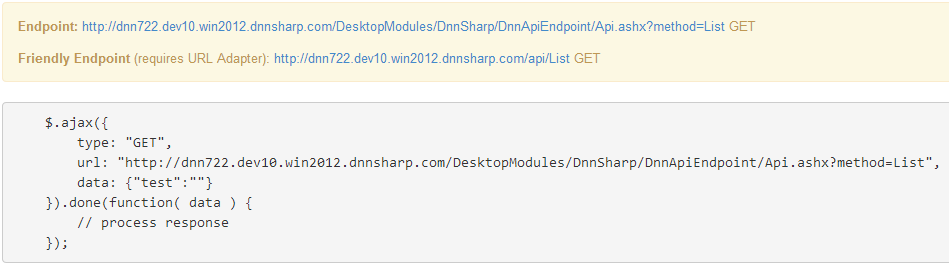 Endpoint: http://dnn722.dev10.win2012.dnnsharp.com/DesktopModules/DnnSharp/DnnApiEndpoint/Api.ashx?method=List GET
Friendly Endpoint (requires URL Adapter): http://dnn722.dev10.win2012.dnnsharp.com/api/List GET
$.ajax({
    type: "GET",
    url: "http://dnn722.dev10.win2012.dnnsharp.com/DesktopModules/DnnSharp/DnnApiEndpoint/Api.ashx?method=List",
    data: {"test":""}
}).done(function( data ) {
    // process response
});